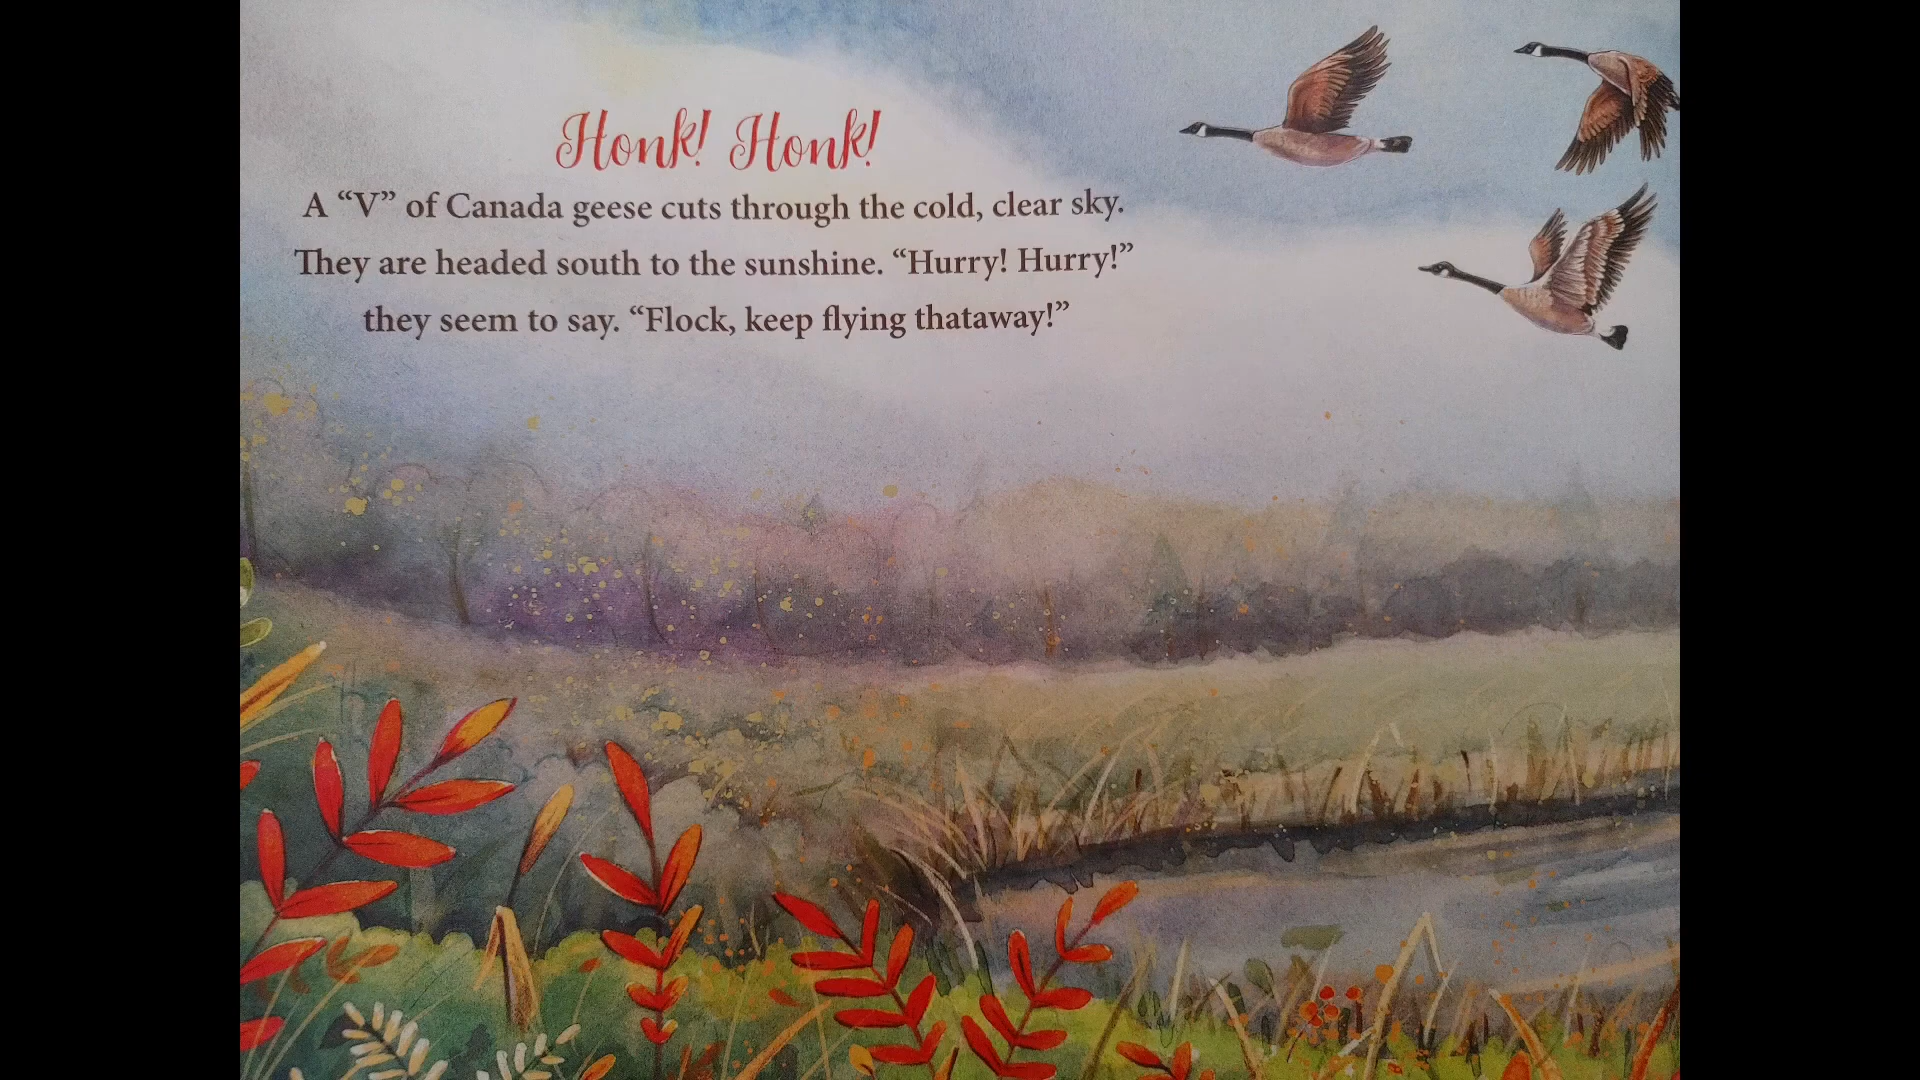 Honk! Honk!
A “V” of Canada geese cuts through the cold, clear sky.
They are headed south to the sunshine. “Hurry! Hurry!”
they seem to say. “Flock, keep flying thataway!”